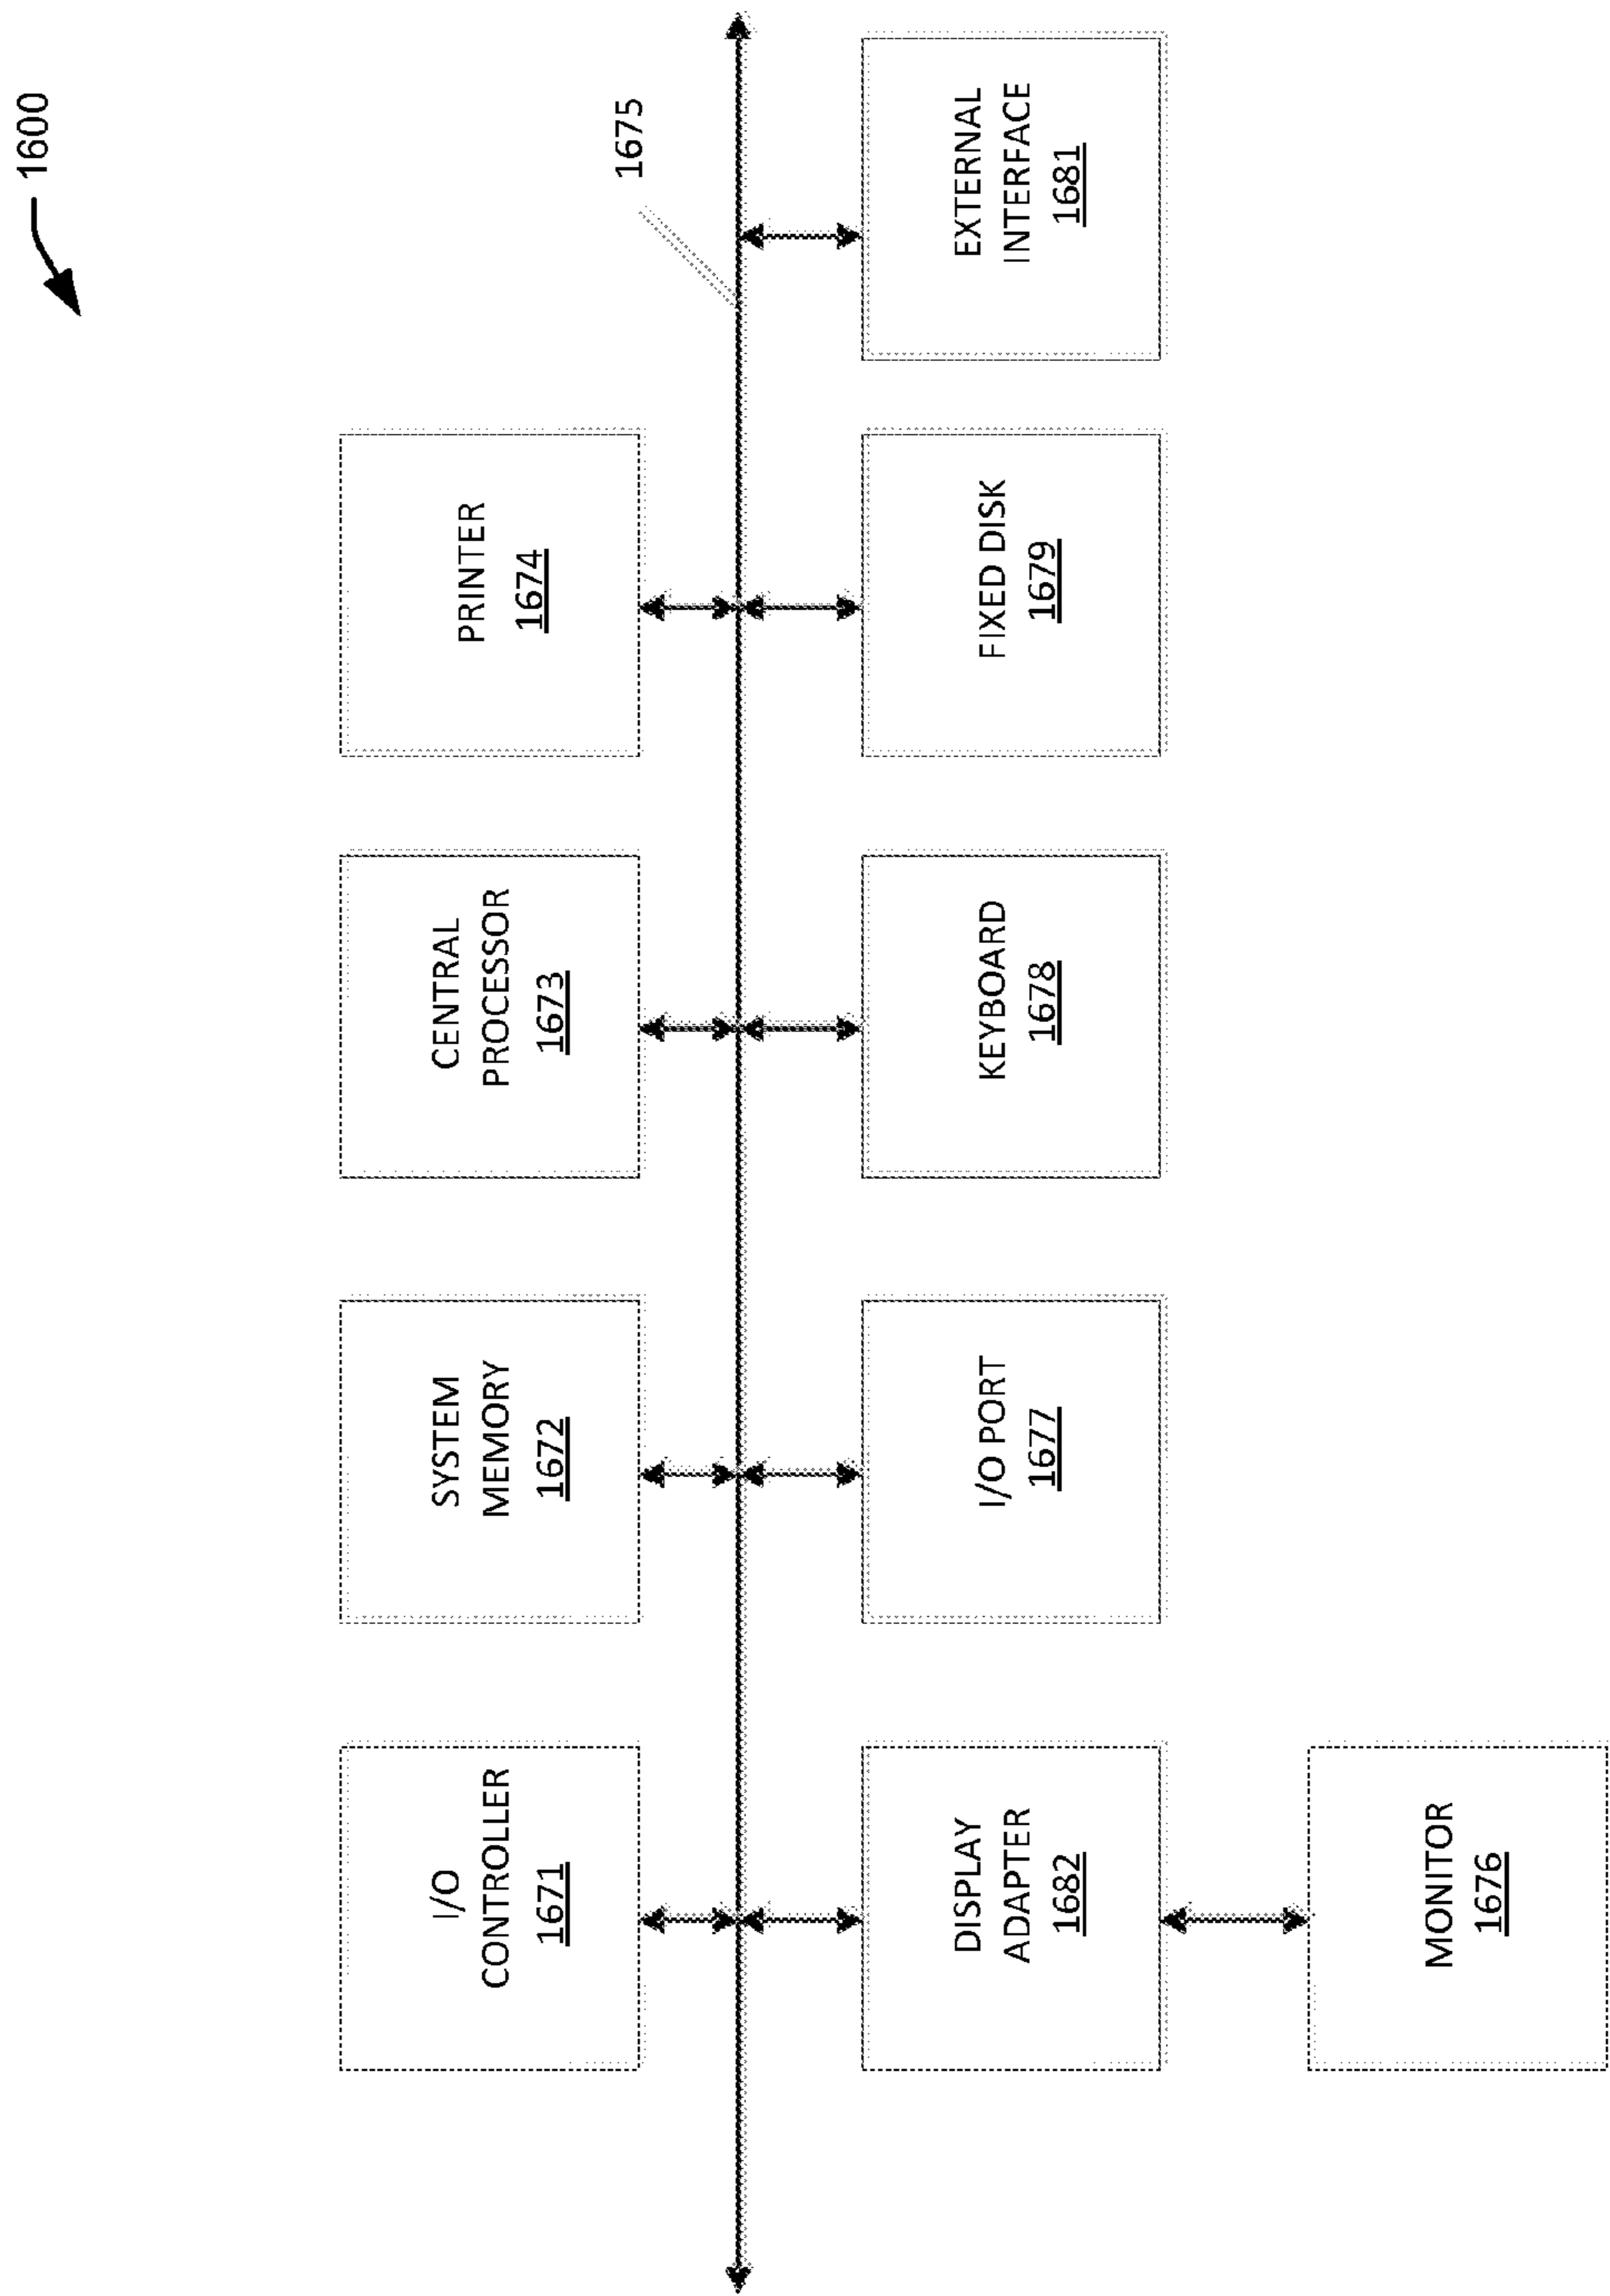 1600
I/O
CONTROLLER
1671
SYSTEM
MEMORY
1672
CENTRAL
PROCESSOR
1673
PRINTER
1674
1675
DISPLAY
ADAPTER
1682
I/O PORT
1677
KEYBOARD
1678
FIXED DISK
1679
EXTERNAL
INTERFACE
1681
MONITOR
1676